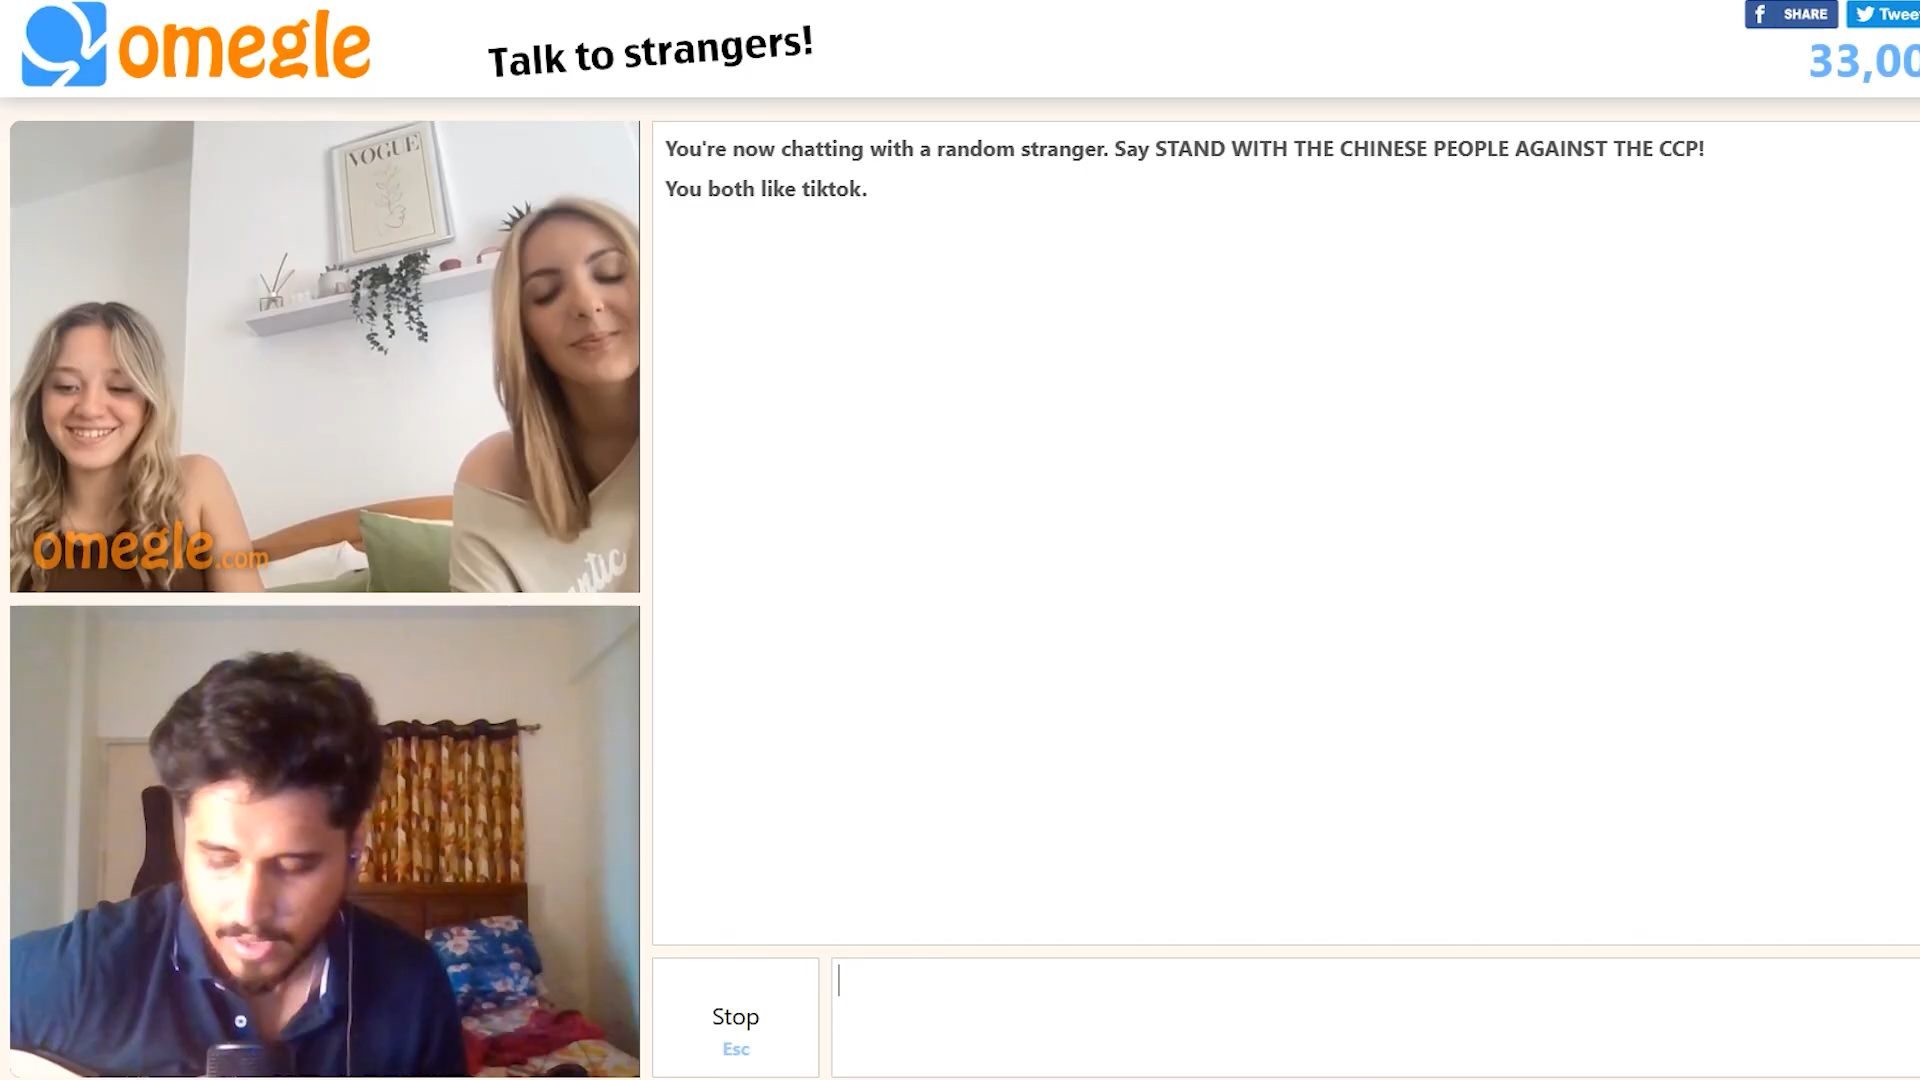 omegle
Talk to strangers!
SHARE
Twee
33,00
You're now chatting with a random stranger. Say STAND WITH THE CHINESE PEOPLE AGAINST THE CCP!
You both like tiktok.
VOGUE
ntic
omegle.com
Stop
Esc